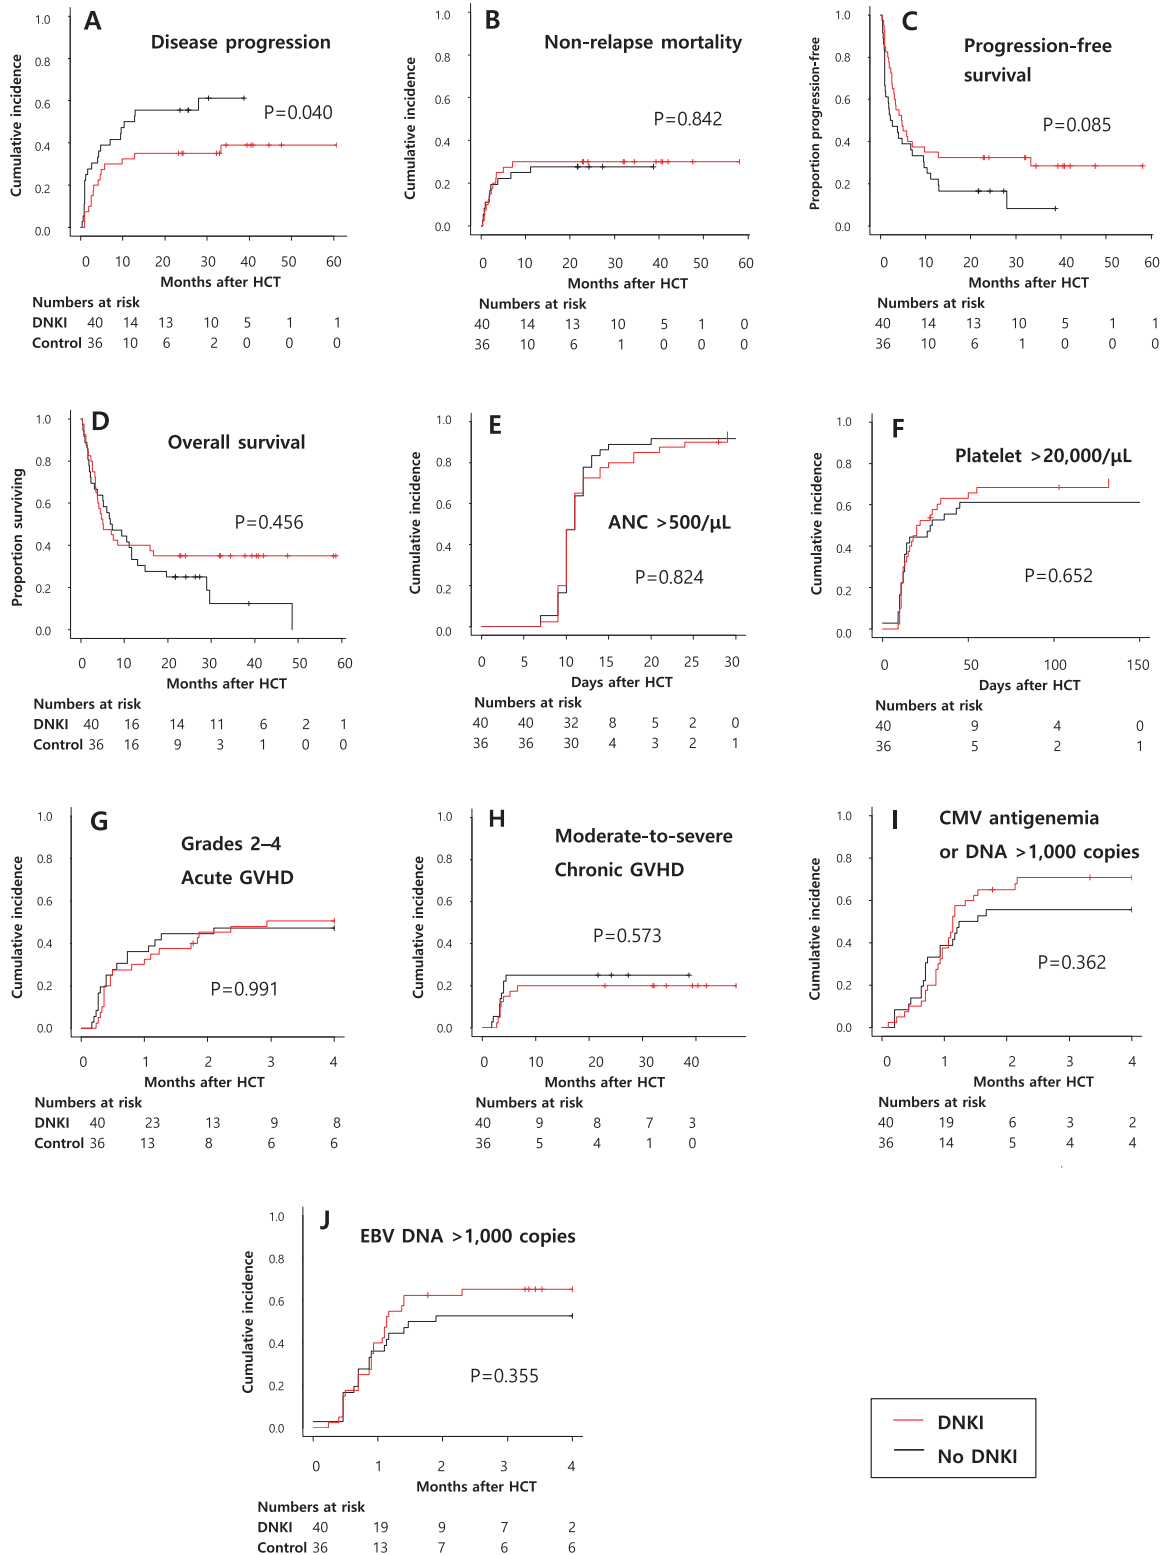 A
Disease progression
P=0.040
Cumulative incidence
1.0
0.8
0.6
0.4
0.2
0.0
0 10 20 30 40 50 60
Months after HCT
Numbers at risk
DNKI 40 14 13 10 5 1 1
Control 36 10 6 2 0 0 0
B
Non-relapse mortality
P=0.842
Cumulative incidence
1.0
0.8
0.6
0.4
0.2
0.0
0 10 20 30 40 50 60
Months after HCT
Numbers at risk
40 14 13 10 5 1 0
36 10 6 1 0 0 0
C
Progression-free
survival
P=0.085
Proportion progression-free
1.0
0.8
0.6
0.4
0.2
0.0
0 10 20 30 40 50 60
Months after HCT
Numbers at risk
40 14 13 10 5 1 1
36 10 6 1 0 0 0
D
Overall survival
P=0.456
Proportion surviving
1.0
0.8
0.6
0.4
0.2
0.0
0 10 20 30 40 50 60
Months after HCT
Numbers at risk
DNKI 40 16 14 11 6 2 1
Control 36 16 9 3 1 0 0
E
ANC >500/μL
P=0.824
Cumulative incidence
1.0
0.8
0.6
0.4
0.2
0.0
0 5 10 15 20 25 30
Days after HCT
Numbers at risk
40 40 32 8 5 2 0
36 36 30 4 3 2 1
F
Platelet >20,000/μL
P=0.652
Cumulative incidence
1.0
0.8
0.6
0.4
0.2
0.0
0 50 100 150
Days after HCT
Numbers at risk
40 9 4 0
36 5 2 1
G
Grades 2–4
Acute GVHD
P=0.991
Cumulative incidence
1.0
0.8
0.6
0.4
0.2
0.0
0 1 2 3 4
Months after HCT
Numbers at risk
DNKI 40 23 13 9 8
Control 36 13 8 6 6
H
Moderate-to-severe
Chronic GVHD
P=0.573
Cumulative incidence
1.0
0.8
0.6
0.4
0.2
0.0
0 10 20 30 40
Months after HCT
Numbers at risk
40 9 8 7 3
36 5 4 1 0
I
CMV antigenemia
or DNA >1,000 copies
P=0.362
Cumulative incidence
1.0
0.8
0.6
0.4
0.2
0.0
0 1 2 3 4
Months after HCT
Numbers at risk
40 19 6 3 2
36 14 5 4 4
J
EBV DNA >1,000 copies
P=0.355
Cumulative incidence
1.0
0.8
0.6
0.4
0.2
0.0
0 1 2 3 4
Months after HCT
Numbers at risk
DNKI 40 19 9 7 2
Control 36 13 7 6 6
DNKI
No DNKI